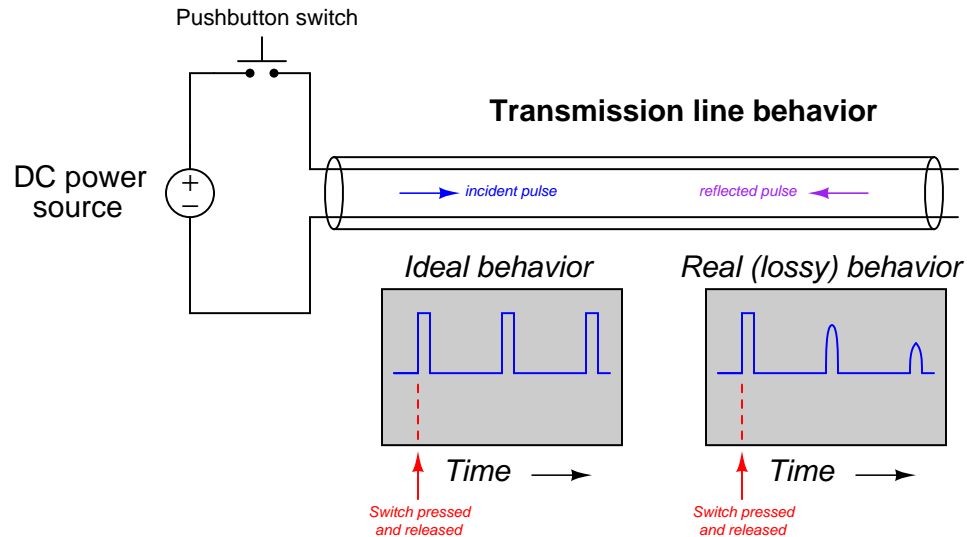 Pushbutton switch
Transmission line behavior
DC power
source
+
−
incident pulse
reflected pulse
Ideal behavior
Real (lossy) behavior
Time
Time
Switch pressed
and released
Switch pressed
and released